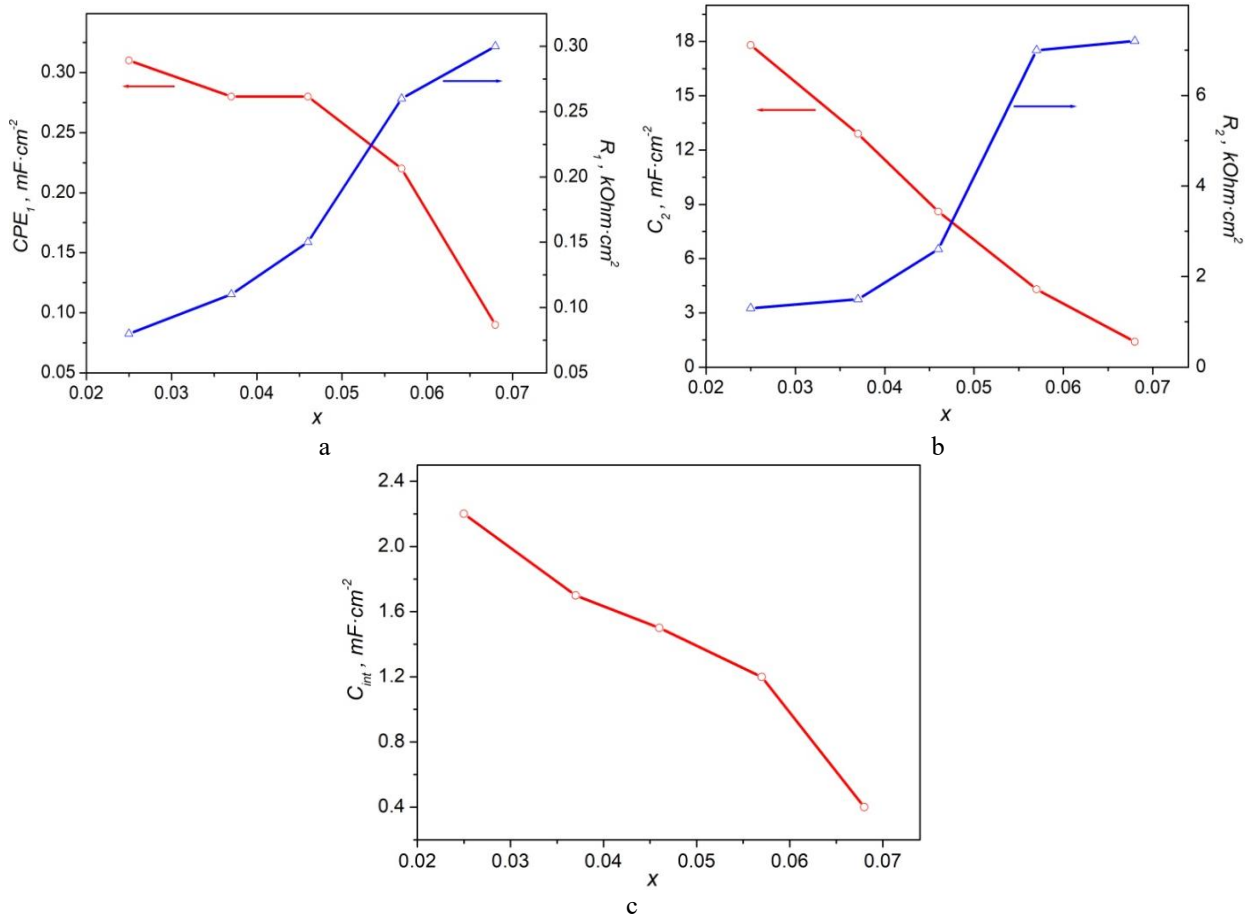 0.30
0.25
0.20
0.15
0.10
0.05
CPE₁ , mF·cm⁻²
0.30
0.25
0.20
0.15
0.10
0.05
R₁ , kOhm·cm²
0.02 0.03 0.04 0.05 0.06 0.07
x
a
18
15
12
9
6
3
0
C₂ , mF·cm⁻²
6
4
2
0
R₂ , kOhm·cm²
0.02 0.03 0.04 0.05 0.06 0.07
x
b
2.4
2.0
1.6
1.2
0.8
0.4
C_int , mF·cm⁻²
0.02 0.03 0.04 0.05 0.06 0.07
x
c